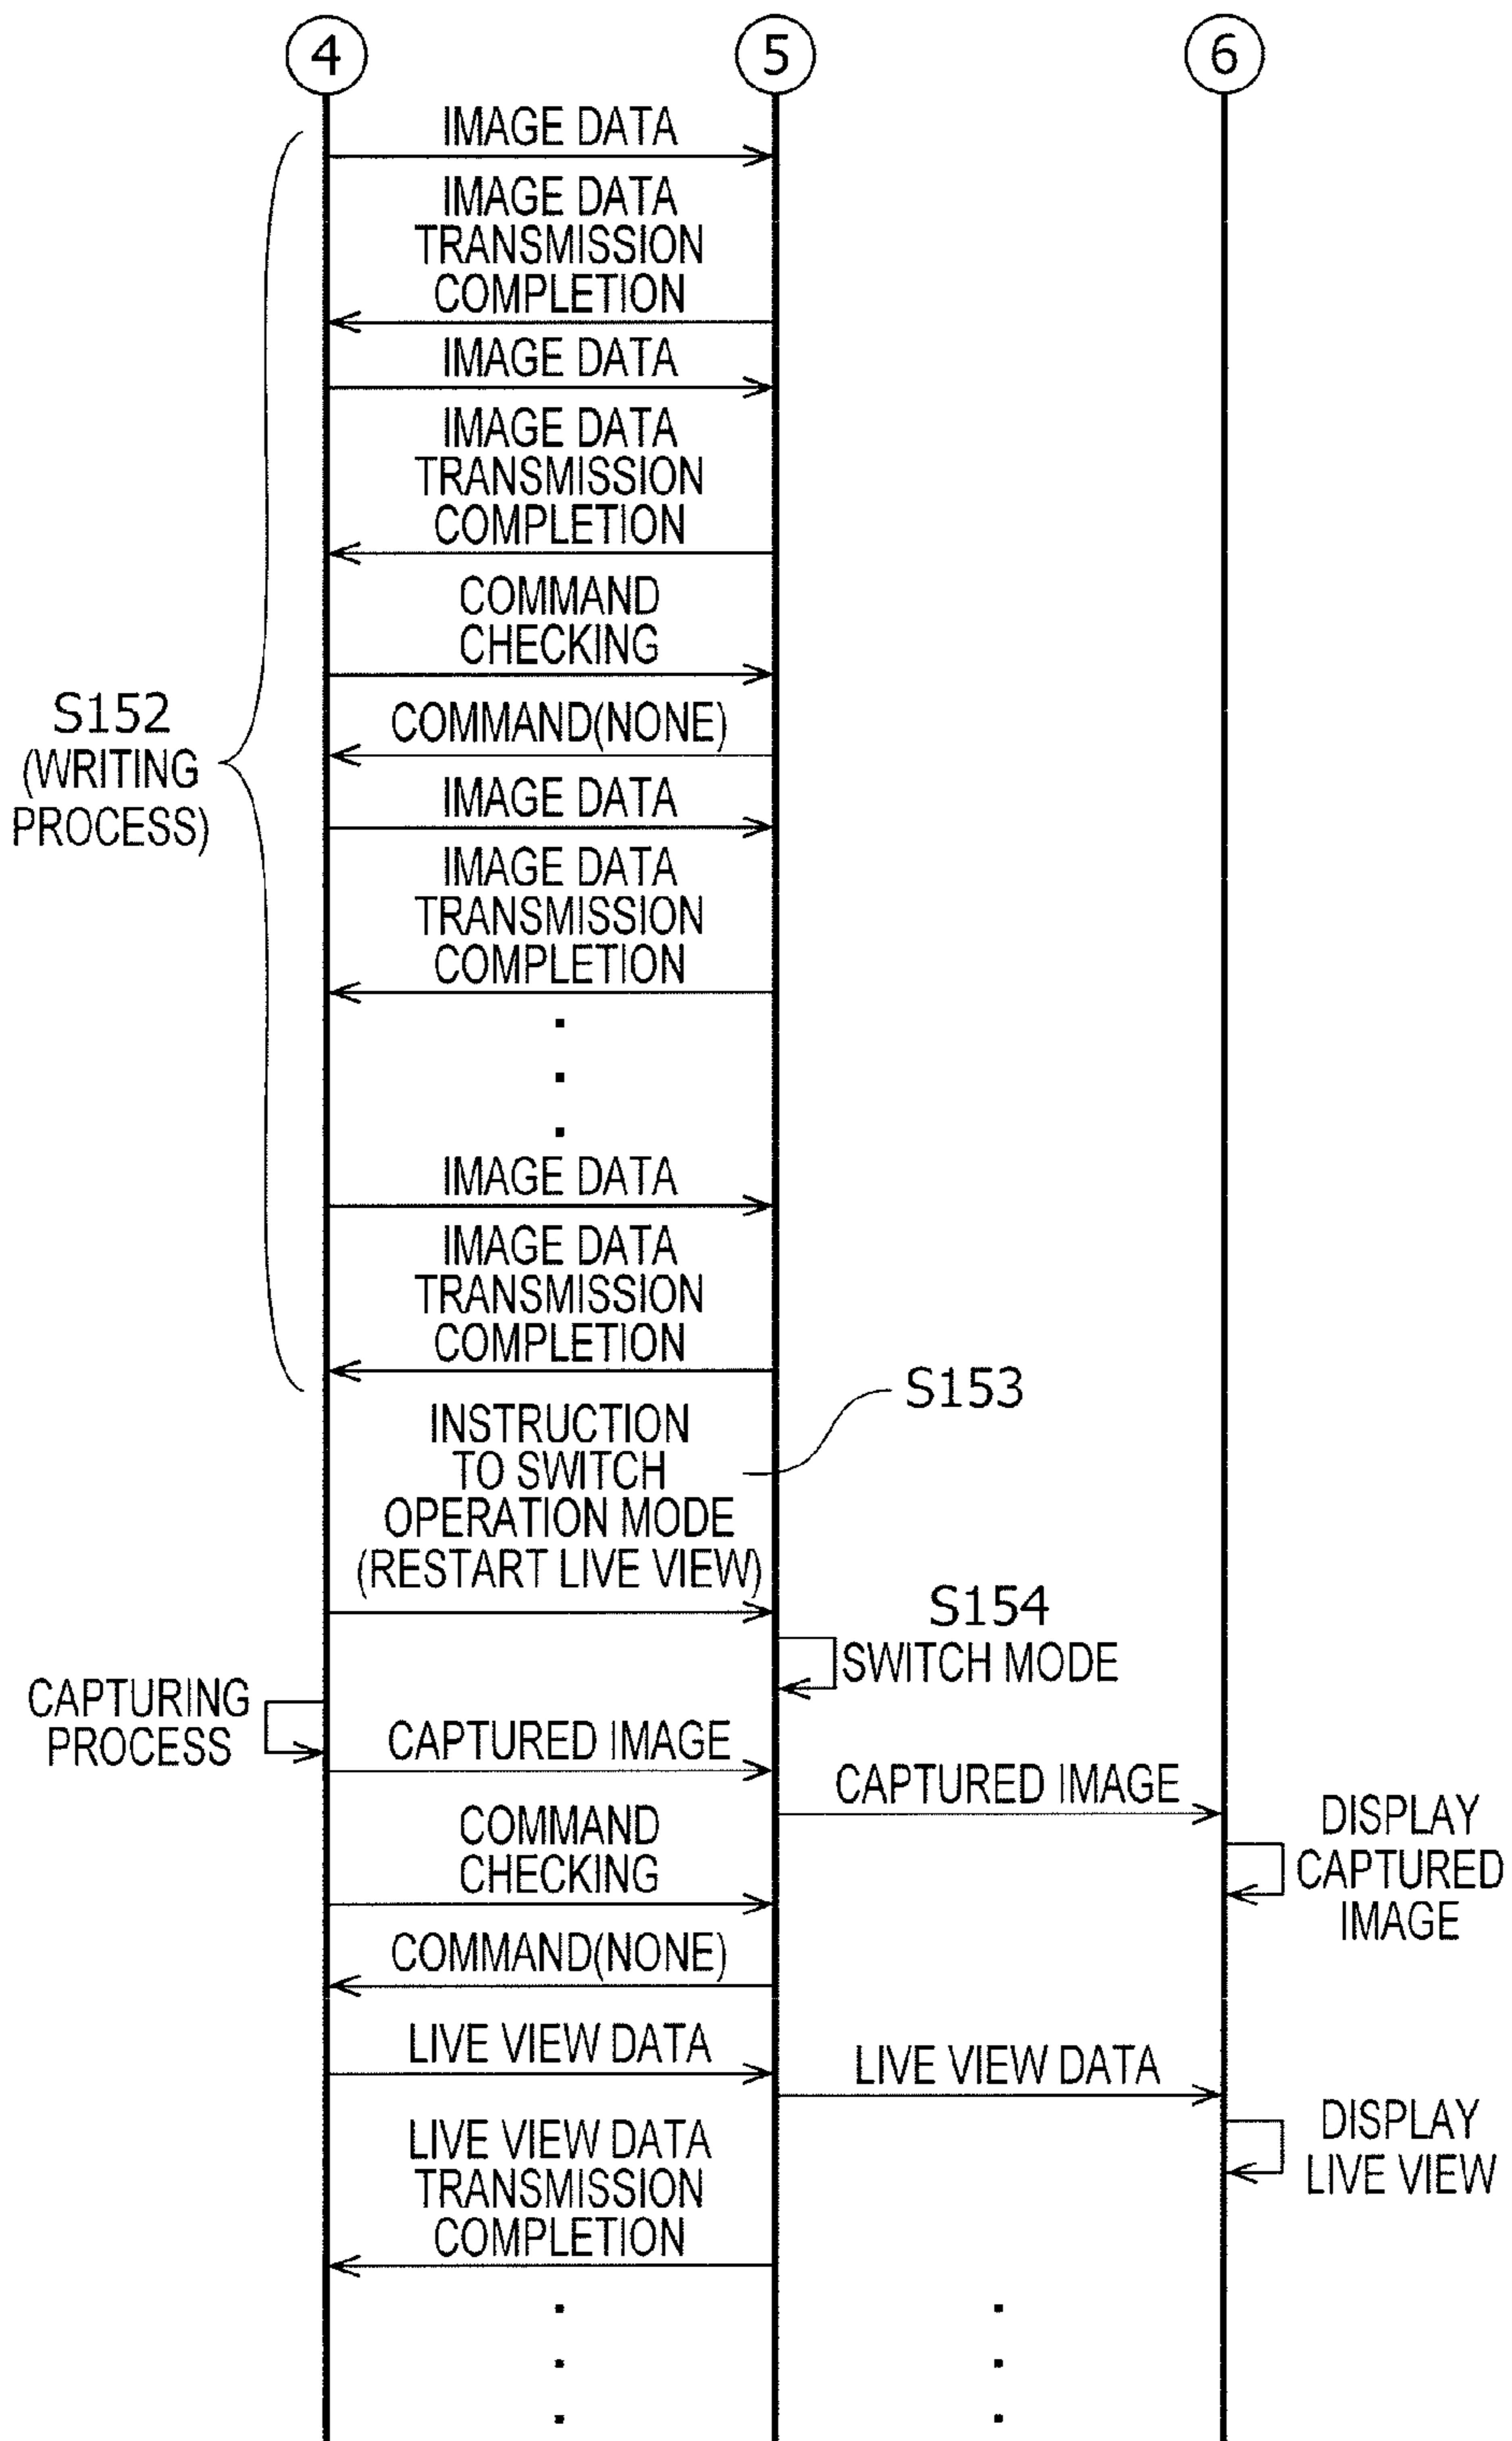 4
5
6
IMAGE DATA
IMAGE DATA
TRANSMISSION
COMPLETION
IMAGE DATA
IMAGE DATA
TRANSMISSION
COMPLETION
COMMAND
CHECKING
S152
(WRITING
PROCESS)
COMMAND(NONE)
IMAGE DATA
IMAGE DATA
TRANSMISSION
COMPLETION
IMAGE DATA
IMAGE DATA
TRANSMISSION
COMPLETION
S153
INSTRUCTION
TO SWITCH
OPERATION MODE
(RESTART LIVE VIEW)
S154
SWITCH MODE
CAPTURING
PROCESS
CAPTURED IMAGE
CAPTURED IMAGE
DISPLAY
CAPTURED
IMAGE
COMMAND
CHECKING
COMMAND(NONE)
LIVE VIEW DATA
LIVE VIEW DATA
DISPLAY
LIVE VIEW
LIVE VIEW DATA
TRANSMISSION
COMPLETION